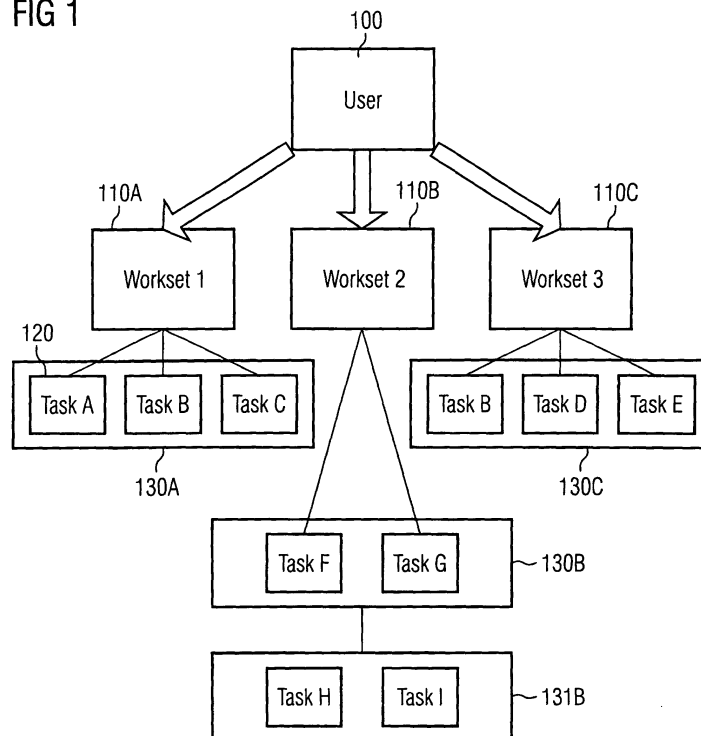 FIG 1
100
User
110A
110B
110C
Workset 1
Workset 2
Workset 3
120
Task A
Task B
Task C
Task B
Task D
Task E
130A
130C
Task F
Task G
130B
Task H
Task I
131B